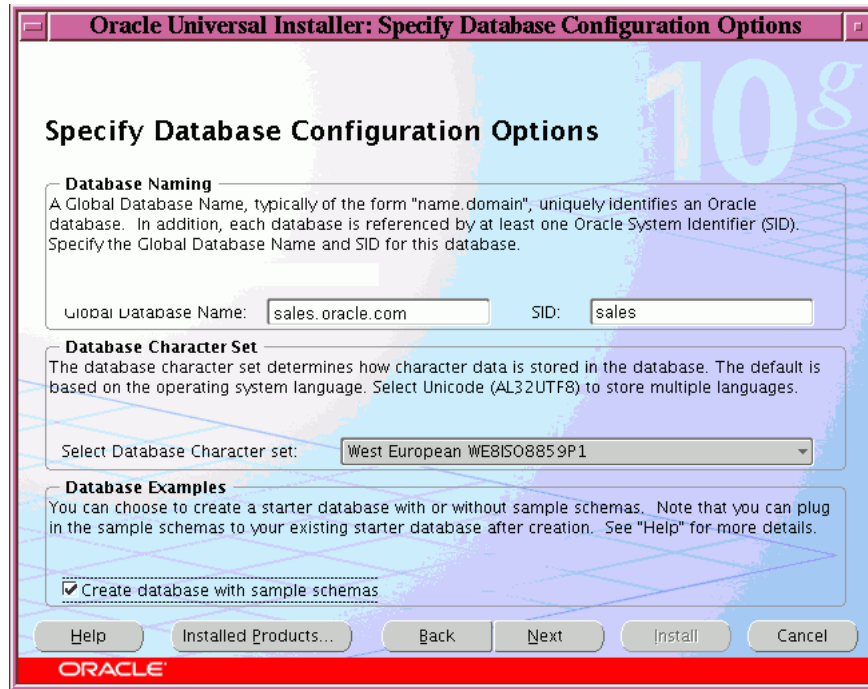 Oracle Universal Installer: Specify Database Configuration Options
10g
Specify Database Configuration Options
Database Naming
A Global Database Name, typically of the form "name.domain", uniquely identifies an Oracle
database. In addition, each database is referenced by at least one Oracle System Identifier (SID).
Specify the Global Database Name and SID for this database.
Global Database Name: sales.oracle.com SID: sales
Database Character Set
The database character set determines how character data is stored in the database. The default is
based on the operating system language. Select Unicode (AL32UTF8) to store multiple languages.
Select Database Character set: West European WE8ISO8859P1
Database Examples
You can choose to create a starter database with or without sample schemas. Note that you can plug
in the sample schemas to your existing starter database after creation. See "Help" for more details.
Create database with sample schemas
Help Installed Products... Back Next Install Cancel
ORACLE